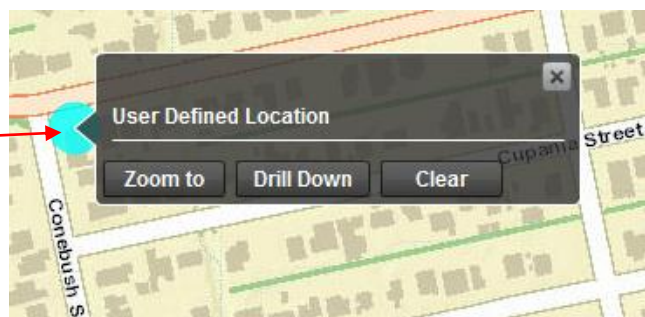 User Defined Location
Cupania Street
Zoom to
Drill Down
Clear
Conebush S